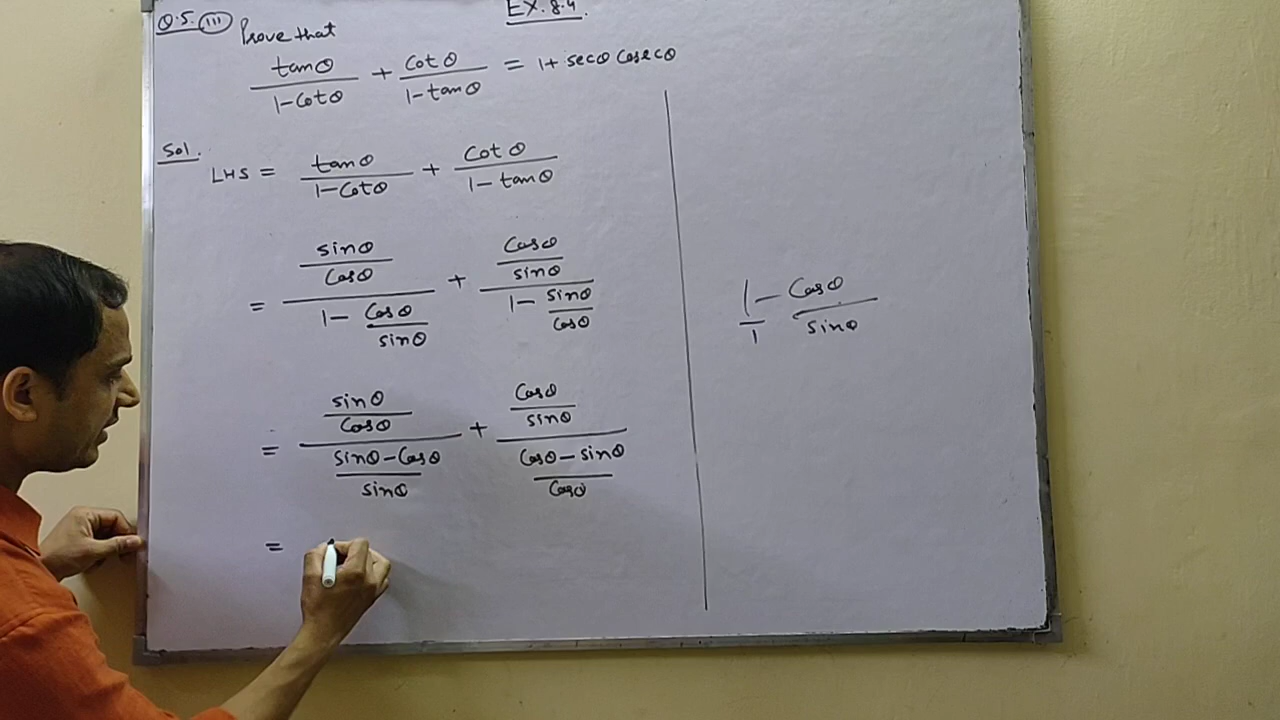 EX. 8.4.
Q.5. (iii) Prove that
tanθ/(1-Cotθ) + Cotθ/(1-tanθ) = 1 + secθ Cosecθ
Sol. LHS = tanθ/(1-Cotθ) + Cotθ/(1-tanθ)
= (sinθ/Cosθ)/(1 - Cosθ/sinθ) + (Cosθ/sinθ)/(1 - sinθ/Cosθ)
= (sinθ/Cosθ)/((sinθ-Cosθ)/sinθ) + (Cosθ/sinθ)/((Cosθ-sinθ)/Cosθ)
=
1/1 - Cosθ/sinθ